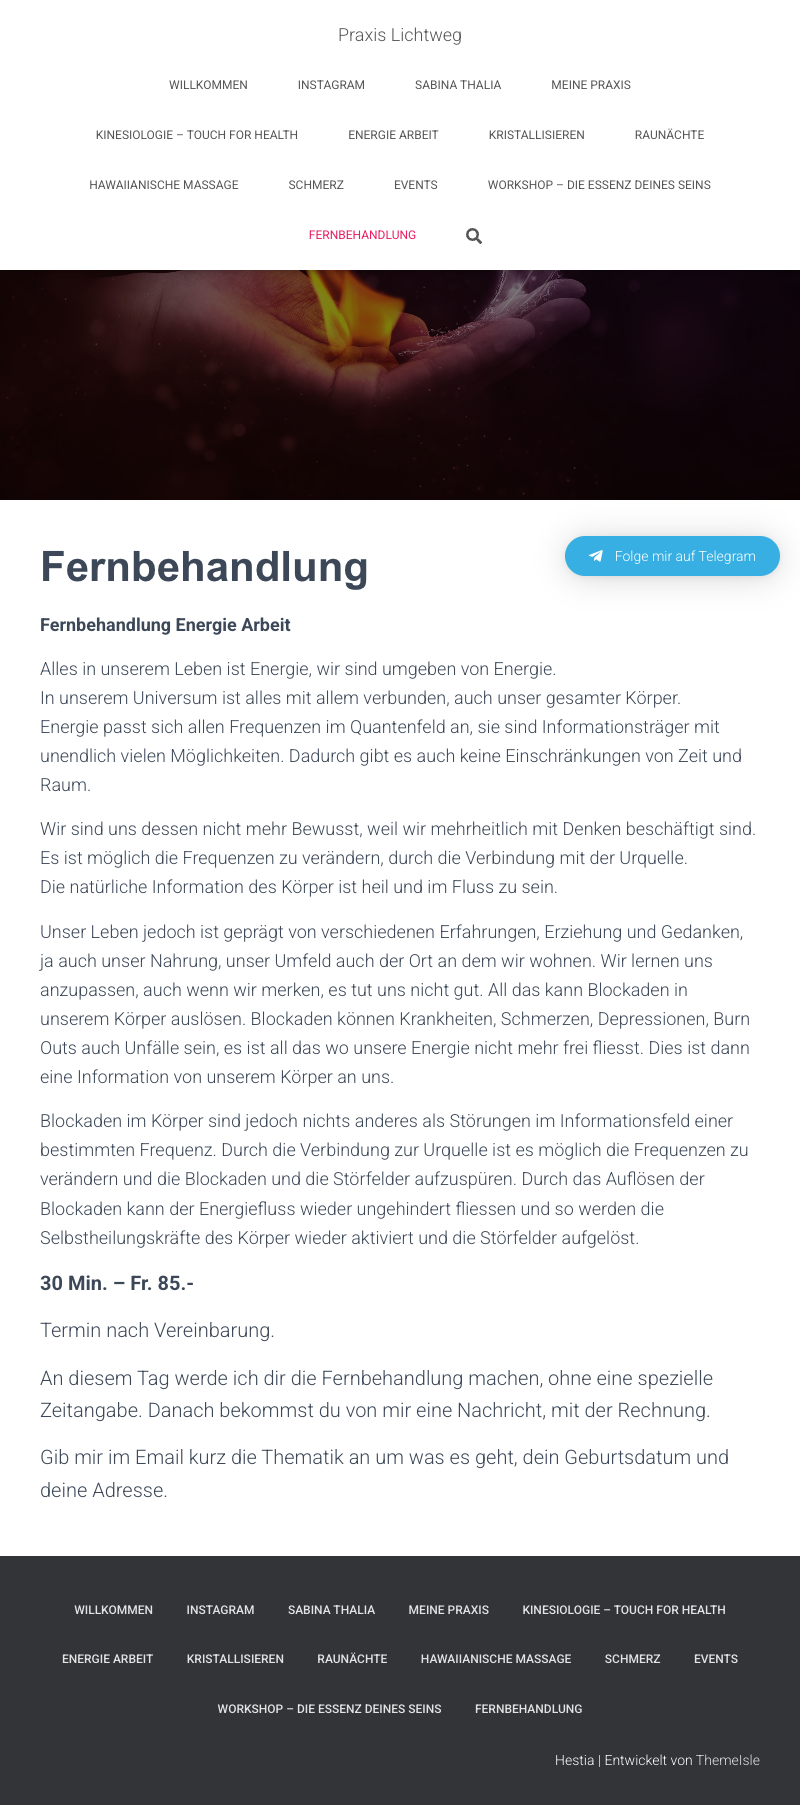 Praxis Lichtweg
WILLKOMMEN INSTAGRAM SABINA THALIA MEINE PRAXIS
KINESIOLOGIE – TOUCH FOR HEALTH ENERGIE ARBEIT KRISTALLISIEREN RAUNÄCHTE
HAWAIIANISCHE MASSAGE SCHMERZ EVENTS WORKSHOP – DIE ESSENZ DEINES SEINS
FERNBEHANDLUNG
Fernbehandlung
Folge mir auf Telegram
Fernbehandlung Energie Arbeit
Alles in unserem Leben ist Energie, wir sind umgeben von Energie.
In unserem Universum ist alles mit allem verbunden, auch unser gesamter Körper.
Energie passt sich allen Frequenzen im Quantenfeld an, sie sind Informationsträger mit
unendlich vielen Möglichkeiten. Dadurch gibt es auch keine Einschränkungen von Zeit und
Raum.
Wir sind uns dessen nicht mehr Bewusst, weil wir mehrheitlich mit Denken beschäftigt sind.
Es ist möglich die Frequenzen zu verändern, durch die Verbindung mit der Urquelle.
Die natürliche Information des Körper ist heil und im Fluss zu sein.
Unser Leben jedoch ist geprägt von verschiedenen Erfahrungen, Erziehung und Gedanken,
ja auch unser Nahrung, unser Umfeld auch der Ort an dem wir wohnen. Wir lernen uns
anzupassen, auch wenn wir merken, es tut uns nicht gut. All das kann Blockaden in
unserem Körper auslösen. Blockaden können Krankheiten, Schmerzen, Depressionen, Burn
Outs auch Unfälle sein, es ist all das wo unsere Energie nicht mehr frei fliesst. Dies ist dann
eine Information von unserem Körper an uns.
Blockaden im Körper sind jedoch nichts anderes als Störungen im Informationsfeld einer
bestimmten Frequenz. Durch die Verbindung zur Urquelle ist es möglich die Frequenzen zu
verändern und die Blockaden und die Störfelder aufzuspüren. Durch das Auflösen der
Blockaden kann der Energiefluss wieder ungehindert fliessen und so werden die
Selbstheilungskräfte des Körper wieder aktiviert und die Störfelder aufgelöst.
30 Min. – Fr. 85.-
Termin nach Vereinbarung.
An diesem Tag werde ich dir die Fernbehandlung machen, ohne eine spezielle
Zeitangabe. Danach bekommst du von mir eine Nachricht, mit der Rechnung.
Gib mir im Email kurz die Thematik an um was es geht, dein Geburtsdatum und
deine Adresse.
WILLKOMMEN INSTAGRAM SABINA THALIA MEINE PRAXIS KINESIOLOGIE – TOUCH FOR HEALTH
ENERGIE ARBEIT KRISTALLISIEREN RAUNÄCHTE HAWAIIANISCHE MASSAGE SCHMERZ EVENTS
WORKSHOP – DIE ESSENZ DEINES SEINS FERNBEHANDLUNG
Hestia | Entwickelt von ThemeIsle